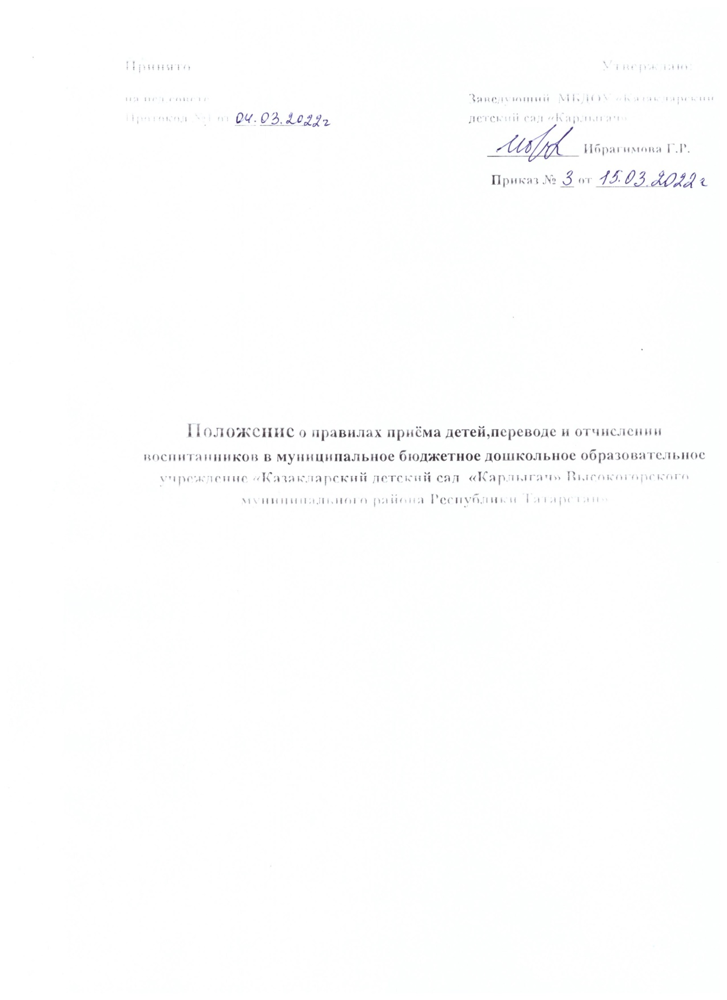 Принято
на пед.совете
Протокол №1 от 04.03.2022г
Утверждаю:
Заведующий МБДОУ «Казакларский
детский сад «Карлыгач»
Ибрагимова Г.Р.
Приказ № 3 от 15.03.2022г
Положение о правилах приёма детей,переводе и отчислении
воспитанников в муниципальное бюджетное дошкольное образовательное
учреждение «Казакларский детский сад «Карлыгач» Высокогорского
муниципального района Республики Татарстан»